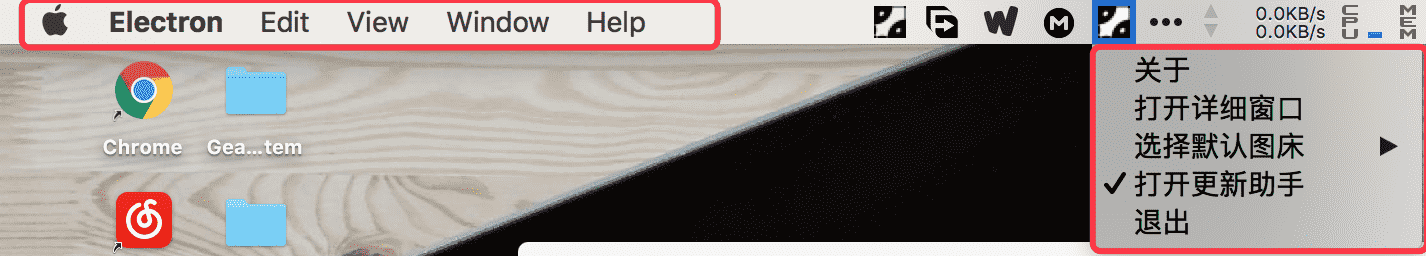 Electron Edit View Window Help
0.0KB/s
0.0KB/s
CPU
MEM
Chrome
Gea...tem
关于
打开详细窗口
选择默认图床
打开更新助手
退出